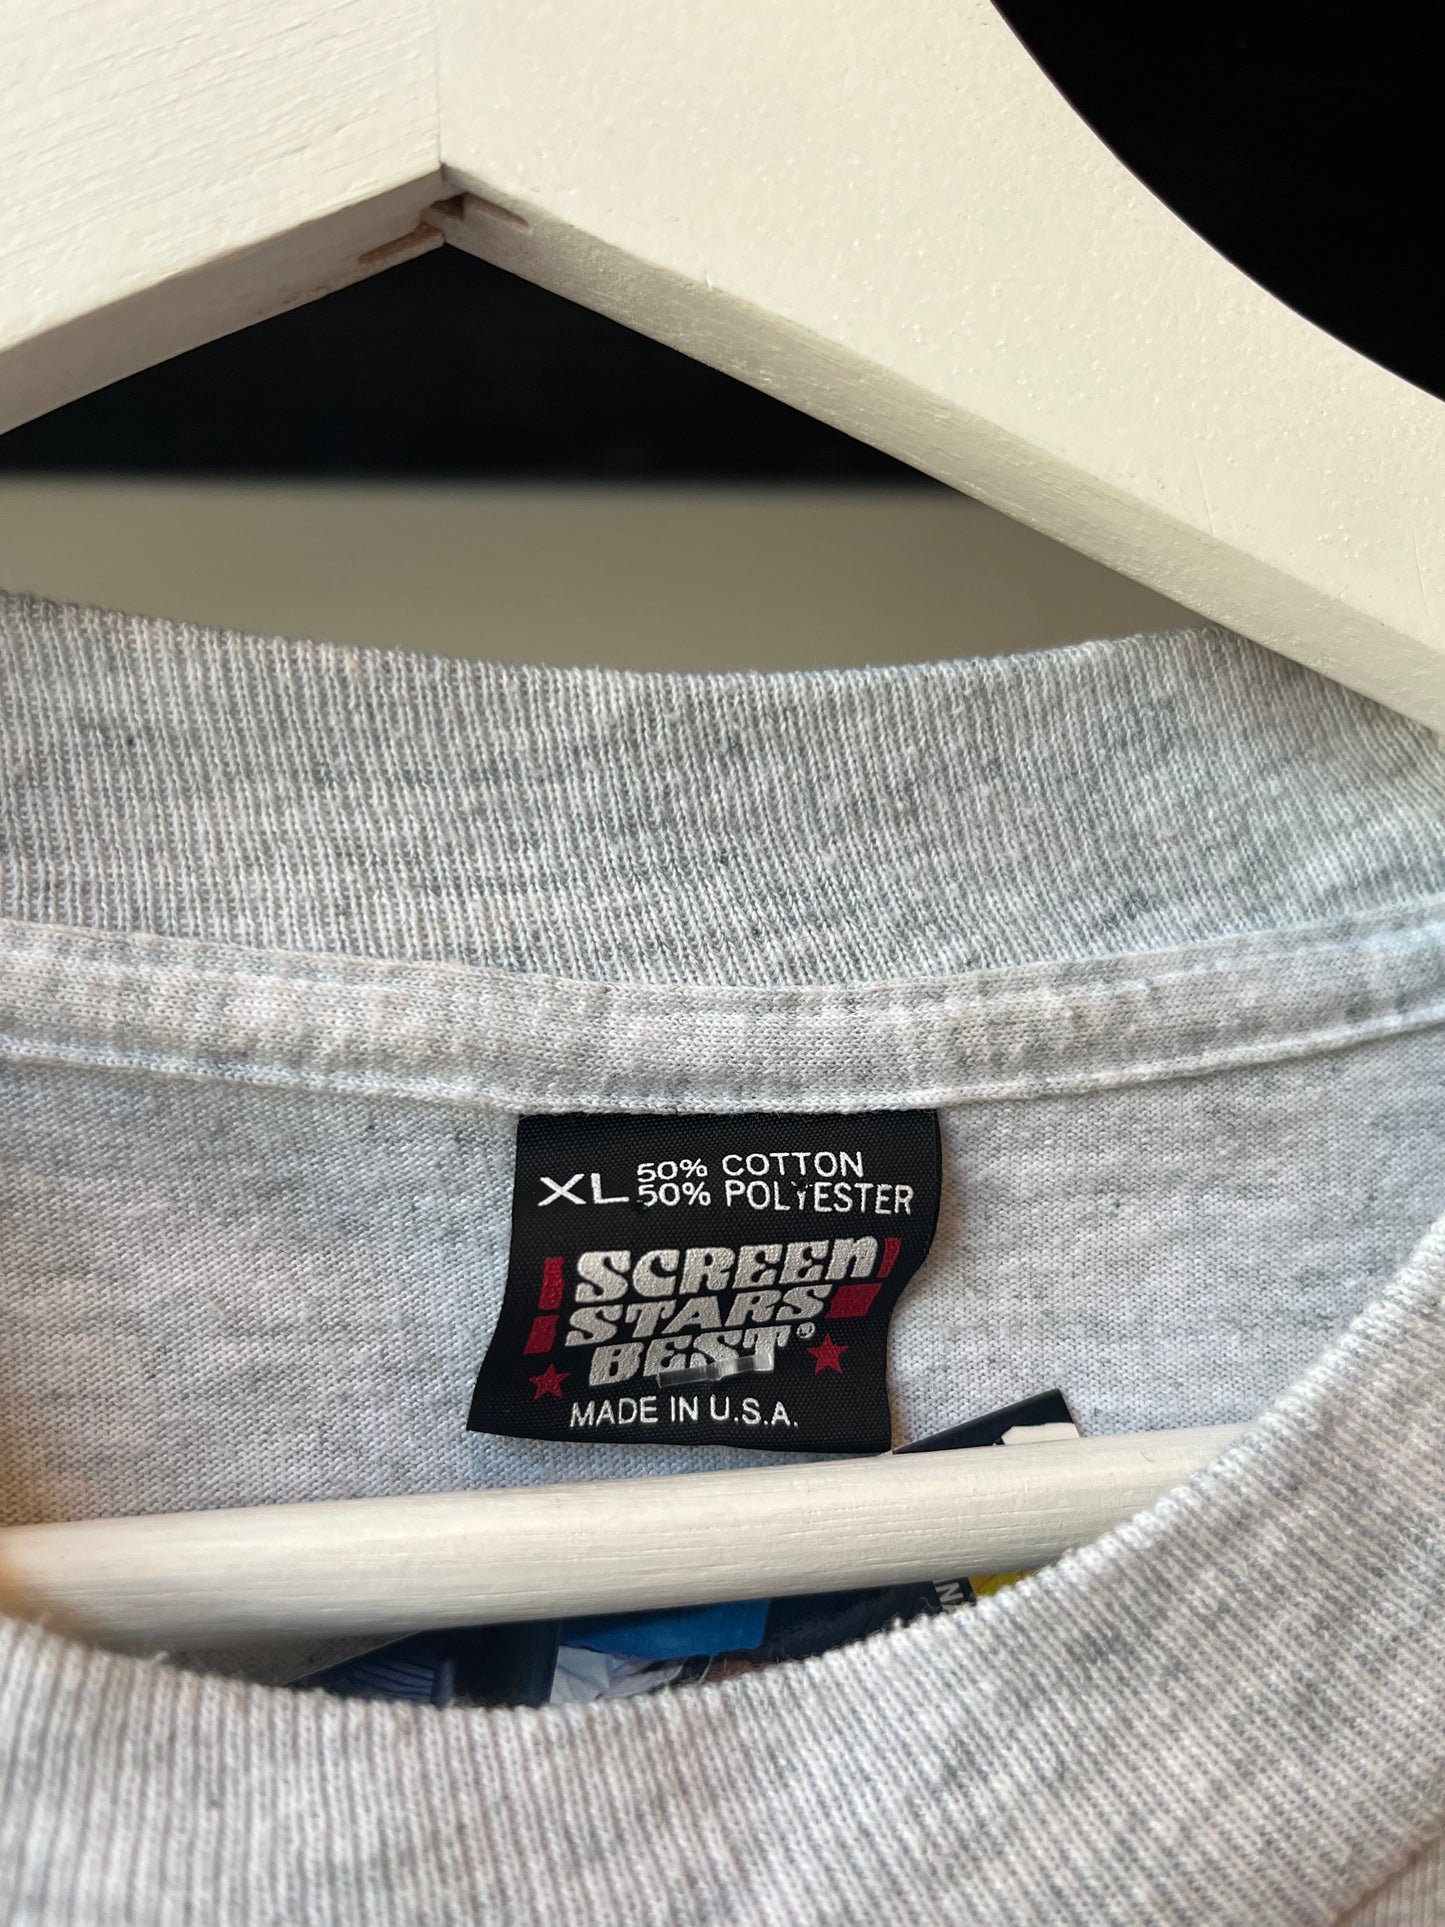 XL 50% COTTON
50% POLYESTER
SCREEN
STARS
BEST®
MADE IN U.S.A.